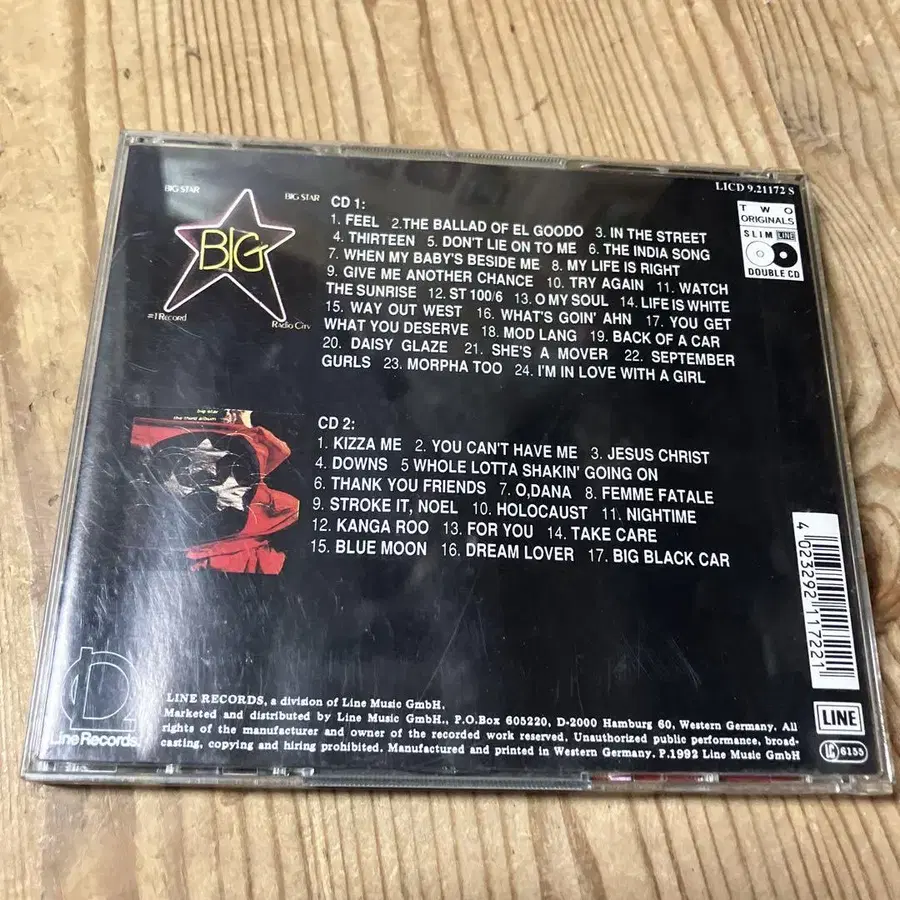 BIG STAR
BIG STAR
BIG
#1 Record
Radio City
LICD 9.21172 S
TWO
ORIGINALS
SLIM LINE
DOUBLE CD
CD 1:
1. FEEL 2.THE BALLAD OF EL GOODO 3. IN THE STREET
4. THIRTEEN 5. DON'T LIE ON TO ME 6. THE INDIA SONG
7. WHEN MY BABY'S BESIDE ME 8. MY LIFE IS RIGHT
9. GIVE ME ANOTHER CHANCE 10. TRY AGAIN 11. WATCH
THE SUNRISE 12. ST 100/6 13. O MY SOUL 14. LIFE IS WHITE
15. WAY OUT WEST 16. WHAT'S GOIN' AHN 17. YOU GET
WHAT YOU DESERVE 18. MOD LANG 19. BACK OF A CAR
20. DAISY GLAZE 21. SHE'S A MOVER 22. SEPTEMBER
GURLS 23. MORPHA TOO 24. I'M IN LOVE WITH A GIRL
big star
the third album
CD 2:
1. KIZZA ME 2. YOU CAN'T HAVE ME 3. JESUS CHRIST
4. DOWNS 5 WHOLE LOTTA SHAKIN' GOING ON
6. THANK YOU FRIENDS 7. O,DANA 8. FEMME FATALE
9. STROKE IT, NOEL 10. HOLOCAUST 11. NIGHTIME
12. KANGA ROO 13. FOR YOU 14. TAKE CARE
15. BLUE MOON 16. DREAM LOVER 17. BIG BLACK CAR
4 023292 117221
Line Records.
LINE RECORDS, a division of Line Music GmbH.
Marketed and distributed by Line Music GmbH., P.O.Box 605220, D-2000 Hamburg 60, Western Germany. All
rights of the manufacturer and owner of the recorded work reserved. Unauthorized public performance, broad-
casting, copying and hiring prohibited. Manufactured and printed in Western Germany. P.1992 Line Music GmbH
LINE
LC 6155